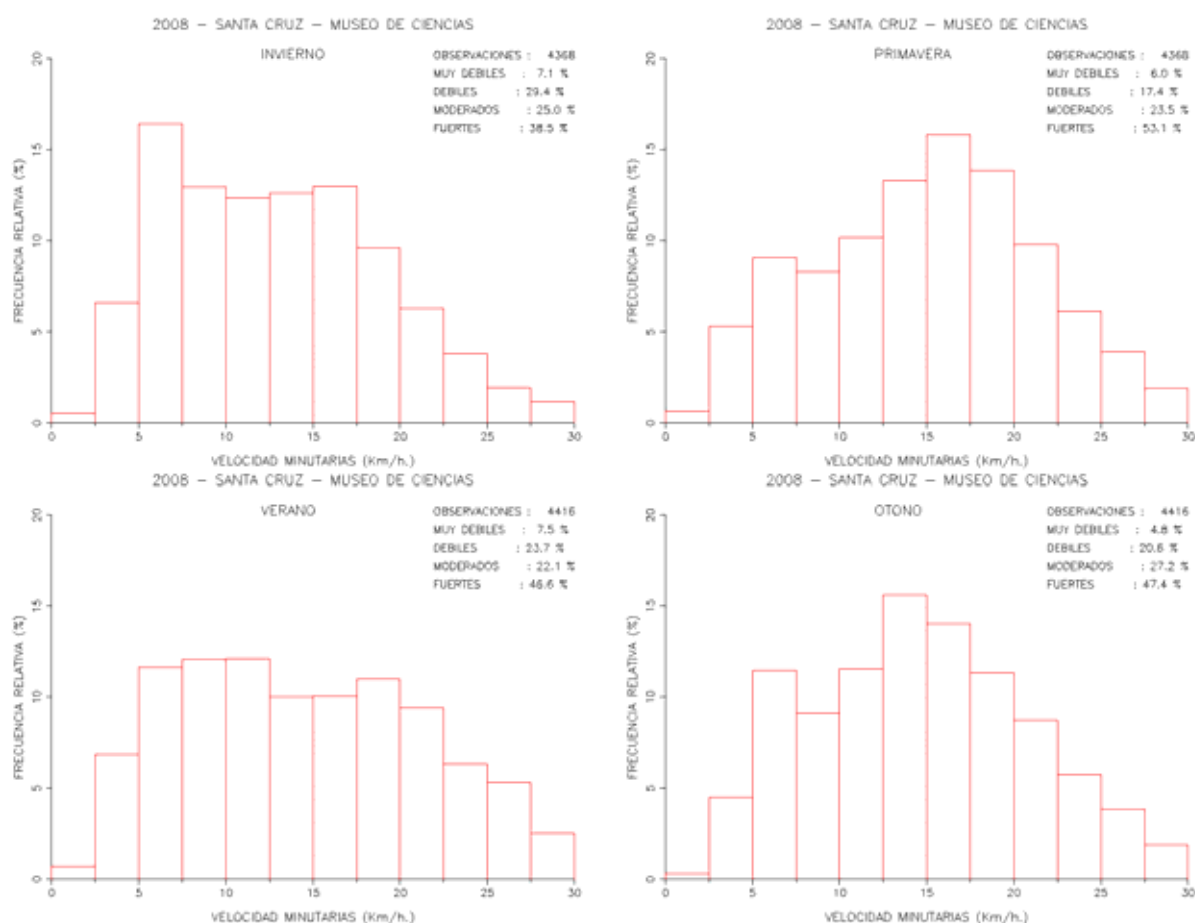 2008 – SANTA CRUZ – MUSEO DE CIENCIAS
INVIERNO
OBSERVACIONES : 4368
MUY DEBILES : 7.1 %
DEBILES : 29.4 %
MODERADOS : 25.0 %
FUERTES : 38.5 %
FRECUENCIA RELATIVA (%)
0 5 10 15 20
0 5 10 15 20 25 30
VELOCIDAD MINUTARIAS (Km/h.)
2008 – SANTA CRUZ – MUSEO DE CIENCIAS
PRIMAVERA
OBSERVACIONES : 4368
MUY DEBILES : 6.0 %
DEBILES : 17.4 %
MODERADOS : 23.5 %
FUERTES : 53.1 %
FRECUENCIA RELATIVA (%)
0 5 10 15 20
0 5 10 15 20 25 30
VELOCIDAD MINUTARIAS (Km/h.)
2008 – SANTA CRUZ – MUSEO DE CIENCIAS
VERANO
OBSERVACIONES : 4416
MUY DEBILES : 7.5 %
DEBILES : 23.7 %
MODERADOS : 22.1 %
FUERTES : 46.6 %
FRECUENCIA RELATIVA (%)
0 5 10 15 20
0 5 10 15 20 25 30
VELOCIDAD MINUTARIAS (Km/h.)
2008 – SANTA CRUZ – MUSEO DE CIENCIAS
OTONO
OBSERVACIONES : 4416
MUY DEBILES : 4.8 %
DEBILES : 20.6 %
MODERADOS : 27.2 %
FUERTES : 47.4 %
FRECUENCIA RELATIVA (%)
0 5 10 15 20
0 5 10 15 20 25 30
VELOCIDAD MINUTARIAS (Km/h.)